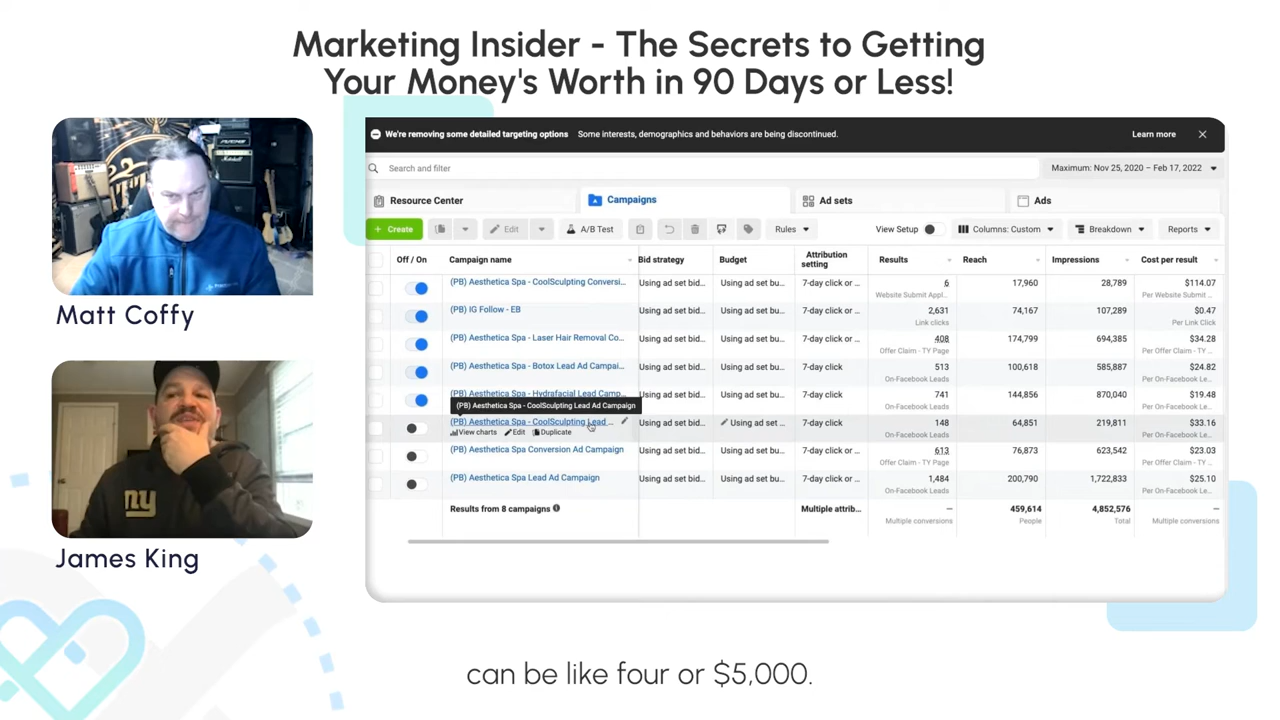 Marketing Insider - The Secrets to Getting
Your Money's Worth in 90 Days or Less!
Matt Coffy
ny
James King
We're removing some detailed targeting options Some interests, demographics and behaviors are being discontinued. Learn more
Search and filter Maximum: Nov 25, 2020 – Feb 17, 2022
Resource Center Campaigns Ad sets Ads
+ Create Edit A/B Test Rules View Setup Columns: Custom Breakdown Reports
Off / On Campaign name Bid strategy Budget Attribution setting Results Reach Impressions Cost per result
(PB) Aesthetica Spa - CoolSculpting Conversi... Using ad set bid... Using ad set bu... 7-day click or ... 6 17,960 28,789 $114.07
Website Submit Appl... Per Website Submit ...
(PB) IG Follow - EB Using ad set bid... Using ad set bu... 7-day click or ... 2,631 74,167 107,289 $0.47
Link clicks Per Link Click
(PB) Aesthetica Spa - Laser Hair Removal Co... Using ad set bid... Using ad set bu... 7-day click or ... 408 174,799 694,385 $34.28
Offer Claim - TY Page Per Offer Claim - TY ...
(PB) Aesthetica Spa - Botox Lead Ad Campai... Using ad set bid... Using ad set bu... 7-day click or ... 513 100,618 585,887 $24.82
On-Facebook Leads Per On-Facebook Le...
(PB) Aesthetica Spa - Hydrafacial Lead Camp... Using ad set bid... Using ad set bu... 7-day click or ... 741 144,856 870,040 $19.48
On-Facebook Leads Per On-Facebook Le...
(PB) Aesthetica Spa - CoolSculpting Lead Ad Campaign
(PB) Aesthetica Spa - CoolSculpting Lead ... Using ad set bid... Using ad set ... 7-day click 148 64,851 219,811 $33.16
View charts Edit Duplicate On-Facebook Leads Per On-Facebook Le...
(PB) Aesthetica Spa Conversion Ad Campaign Using ad set bid... Using ad set bu... 7-day click or ... 613 76,873 623,542 $23.03
Offer Claim - TY Page Per Offer Claim - TY ...
(PB) Aesthetica Spa Lead Ad Campaign Using ad set bid... Using ad set bu... 7-day click or ... 1,484 200,790 1,722,833 $25.10
On-Facebook Leads Per On-Facebook Le...
Results from 8 campaigns Multiple attrib... — 459,614 4,852,576 —
Multiple conversions People Total Multiple conversions
can be like four or $5,000.